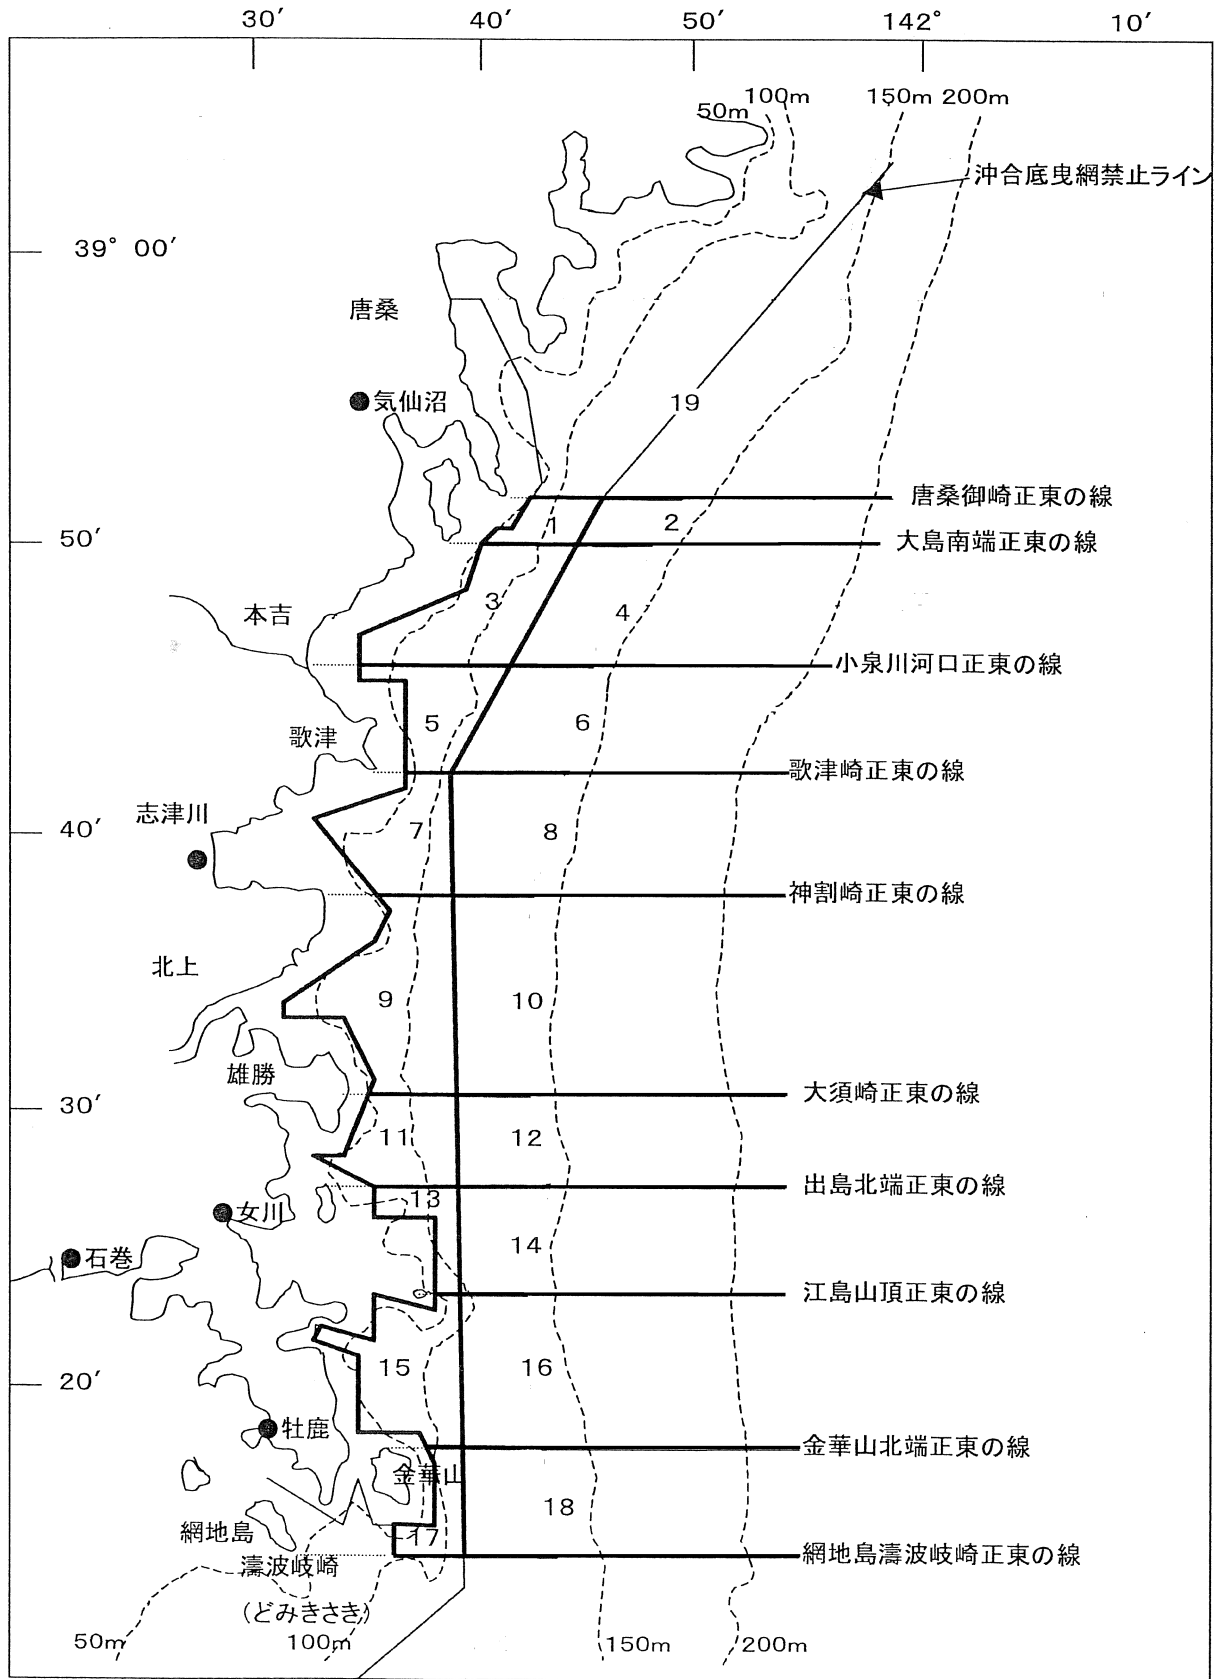 30′ 40′ 50′ 142° 10′
100m 150m 200m
50m
沖合底曳網禁止ライン
39° 00′
唐桑
気仙沼
19
唐桑御崎正東の線
1 2
50′
大島南端正東の線
3 4
本吉
小泉川河口正東の線
5 6
歌津
歌津崎正東の線
志津川
40′
7 8
神割崎正東の線
北上
9 10
雄勝
大須崎正東の線
30′
11 12
出島北端正東の線
13
女川
14
石巻
江島山頂正東の線
15 16
20′
牡鹿
金華山北端正東の線
金華山
18
網地島
17
濤波岐崎
網地島濤波岐崎正東の線
(どみきさき)
50m 100m 150m 200m